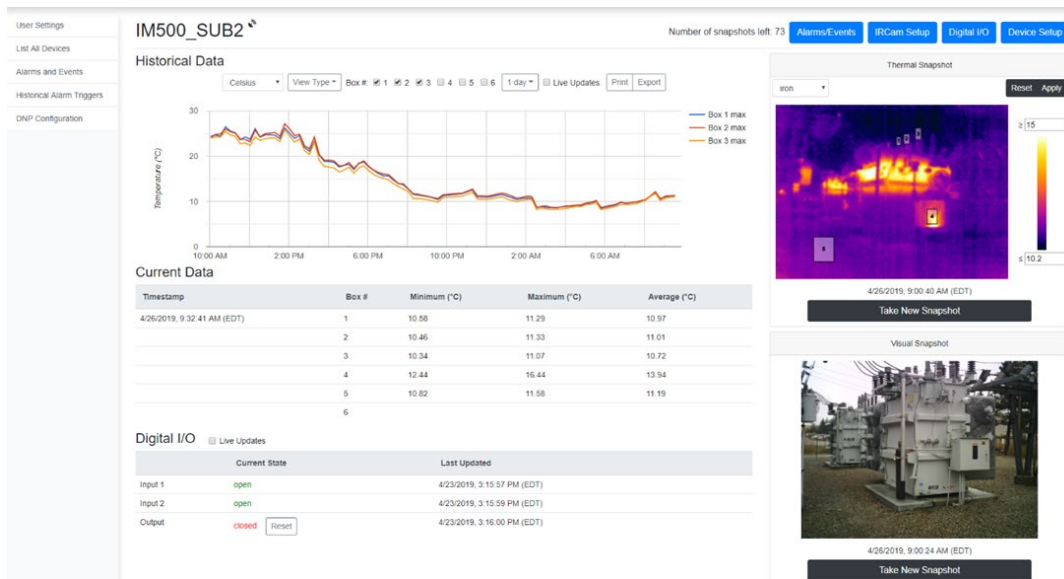 User Settings
List All Devices
Alarms and Events
Historical Alarm Triggers
DNP Configuration
IM500_SUB2
Number of snapshots left: 73 Alarms/Events IRCam Setup Digital I/O Device Setup
Historical Data
Celsius View Type Box #: 1 2 3 4 5 6 1 day Live Updates Print Export
30
20
10
0
Temperature (°C)
10:00 AM 2:00 PM 6:00 PM 10:00 PM 2:00 AM 6:00 AM
Box 1 max
Box 2 max
Box 3 max
Current Data
Timestamp Box # Minimum (°C) Maximum (°C) Average (°C)
4/26/2019, 9:32:41 AM (EDT) 1 10.58 11.29 10.97
2 10.46 11.33 11.01
3 10.34 11.07 10.72
4 12.44 16.44 13.94
5 10.82 11.58 11.19
6
Digital I/O Live Updates
Current State Last Updated
Input 1 open 4/23/2019, 3:15:57 PM (EDT)
Input 2 open 4/23/2019, 3:15:59 PM (EDT)
Output closed Reset 4/23/2019, 3:16:00 PM (EDT)
Thermal Snapshot
iron Reset Apply
≥ 15
≤ 10.2
4/26/2019, 9:00:40 AM (EDT)
Take New Snapshot
Visual Snapshot
4/26/2019, 9:00:24 AM (EDT)
Take New Snapshot